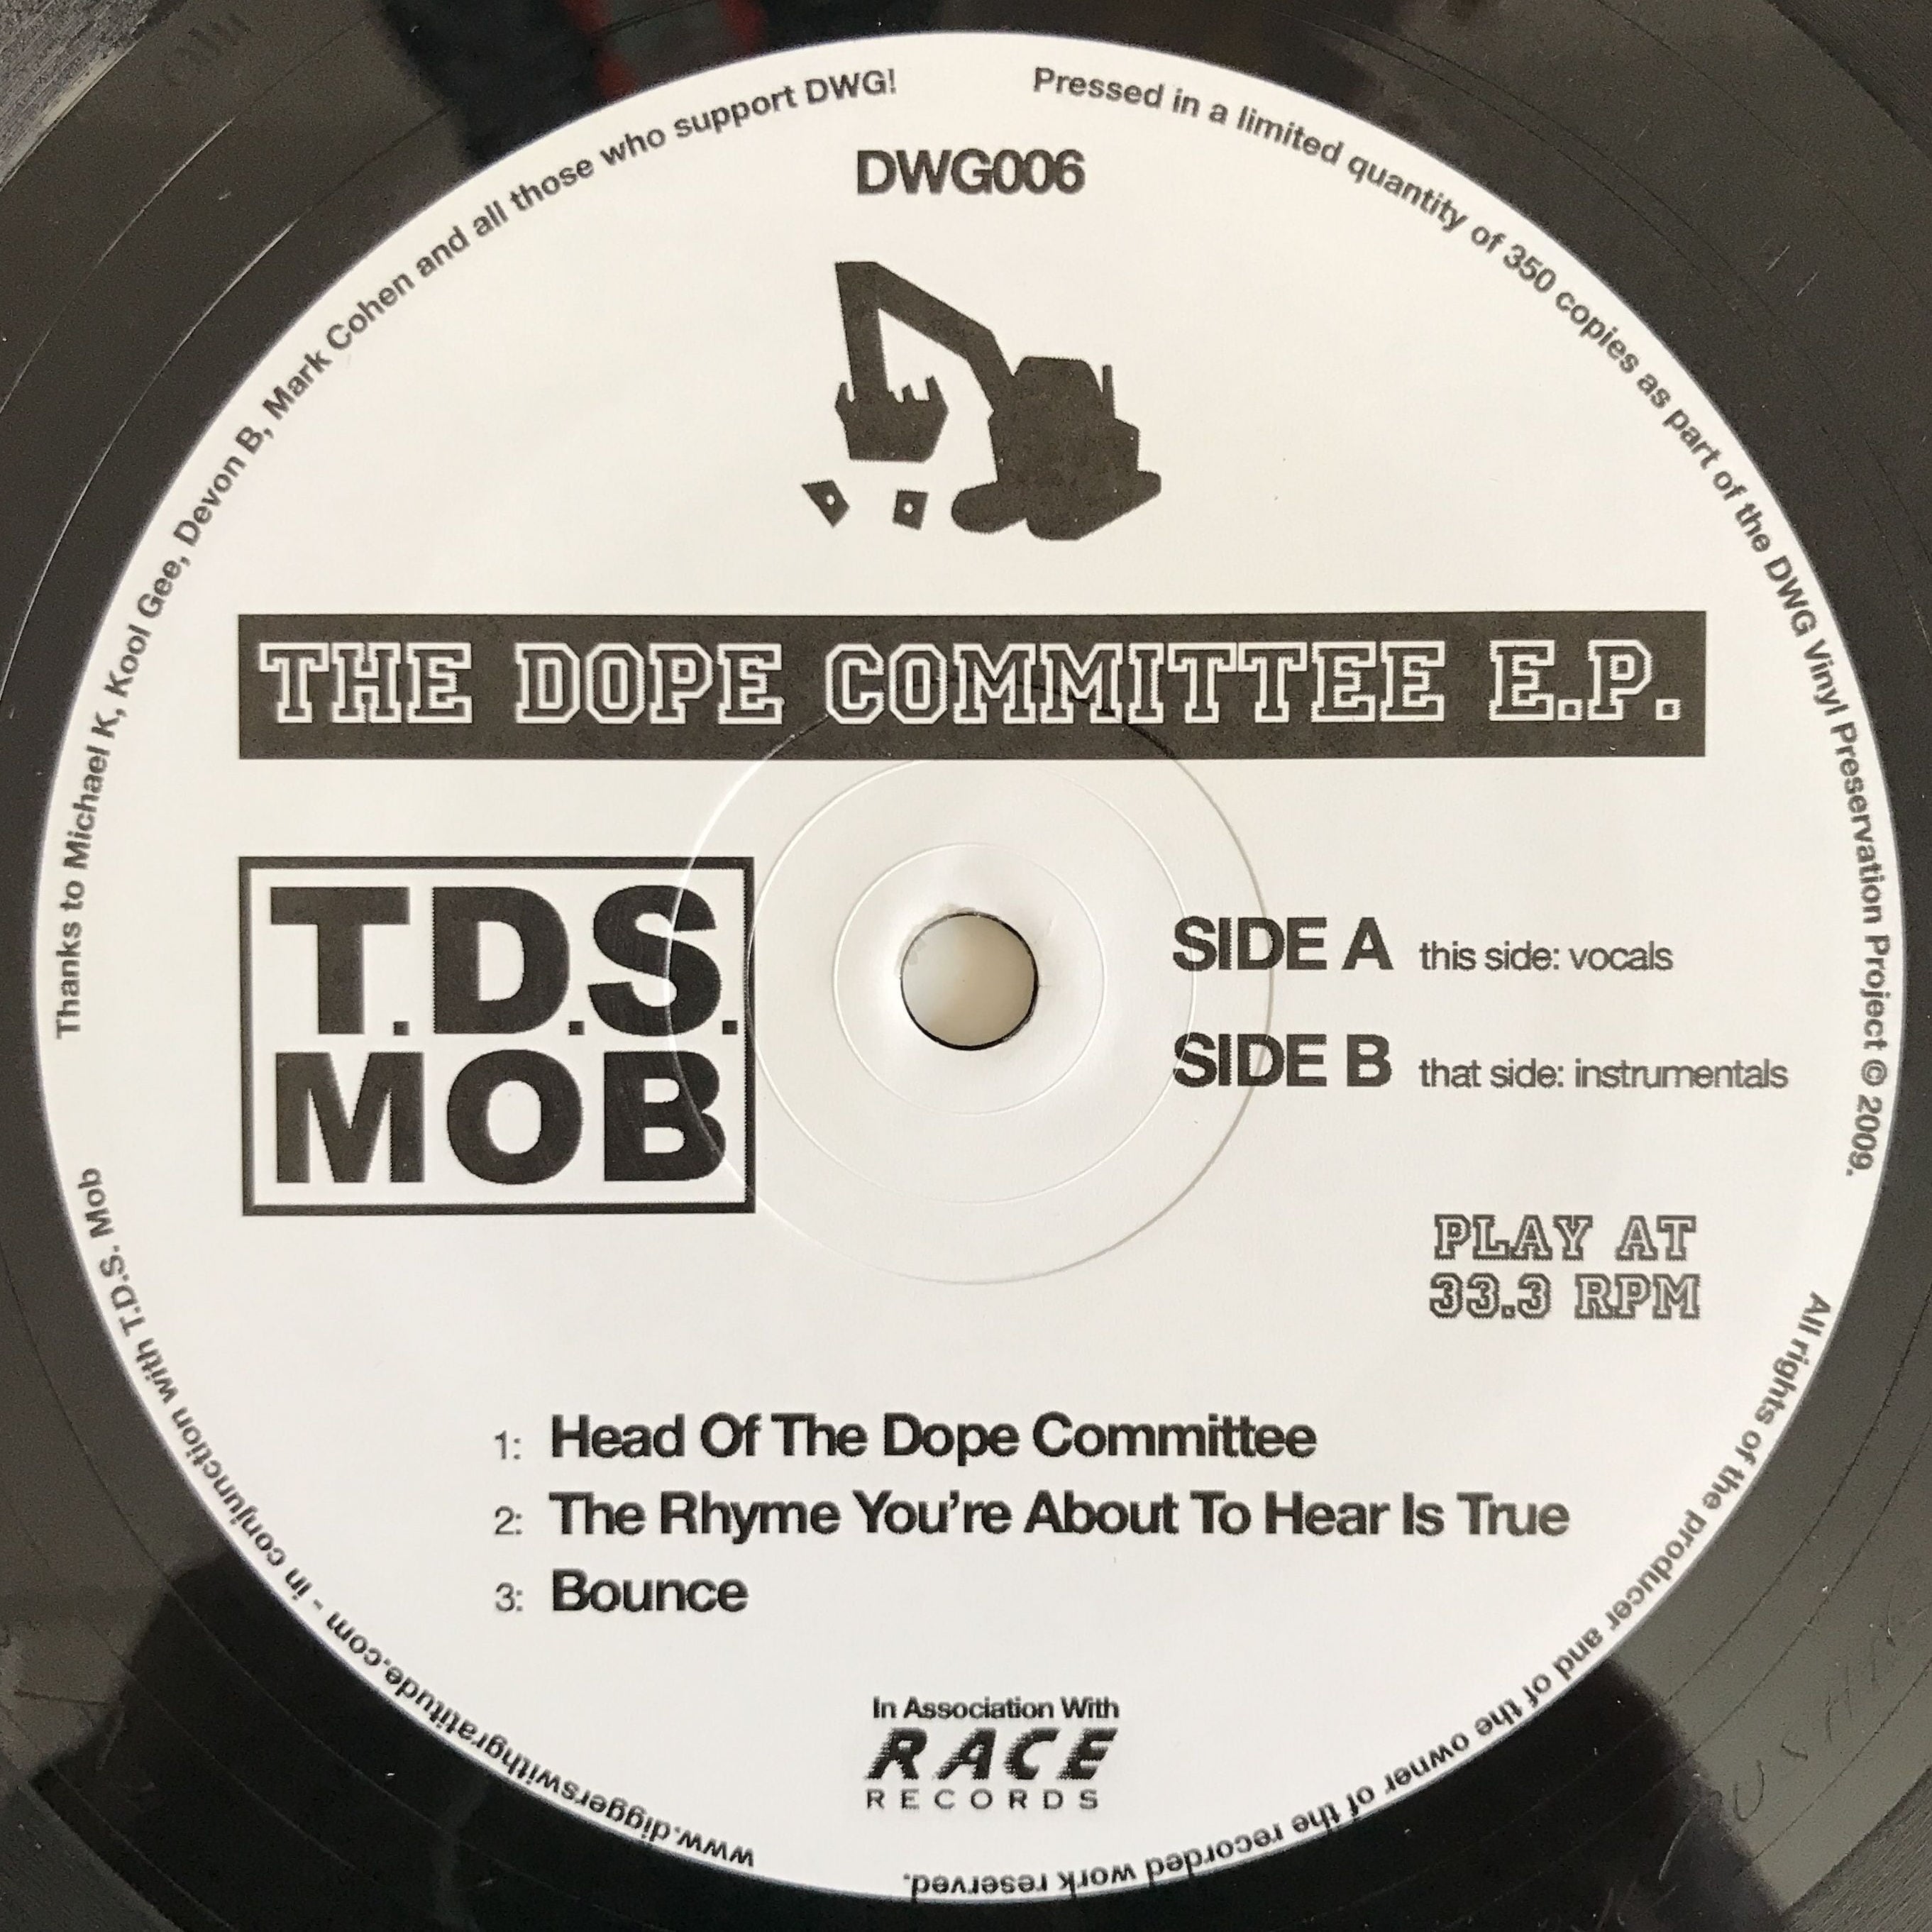 Thanks to Michael K, Kool Gee, Devon B, Mark Cohen and all those who support DWG!
Pressed in a limited quantity of 350 copies as part of the DWG Vinyl Preservation Project © 2009.
DWG006
THE DOPE COMMITTEE E.P.
T.D.S.
MOB
SIDE A this side: vocals
SIDE B that side: instrumentals
PLAY AT
33.3 RPM
1: Head Of The Dope Committee
2: The Rhyme You're About To Hear Is True
3: Bounce
In Association With
RACE
RECORDS
www.diggerswithgratitude.com - in conjunction with T.D.S. Mob
All rights of the producer and of the owner of the recorded work reserved.